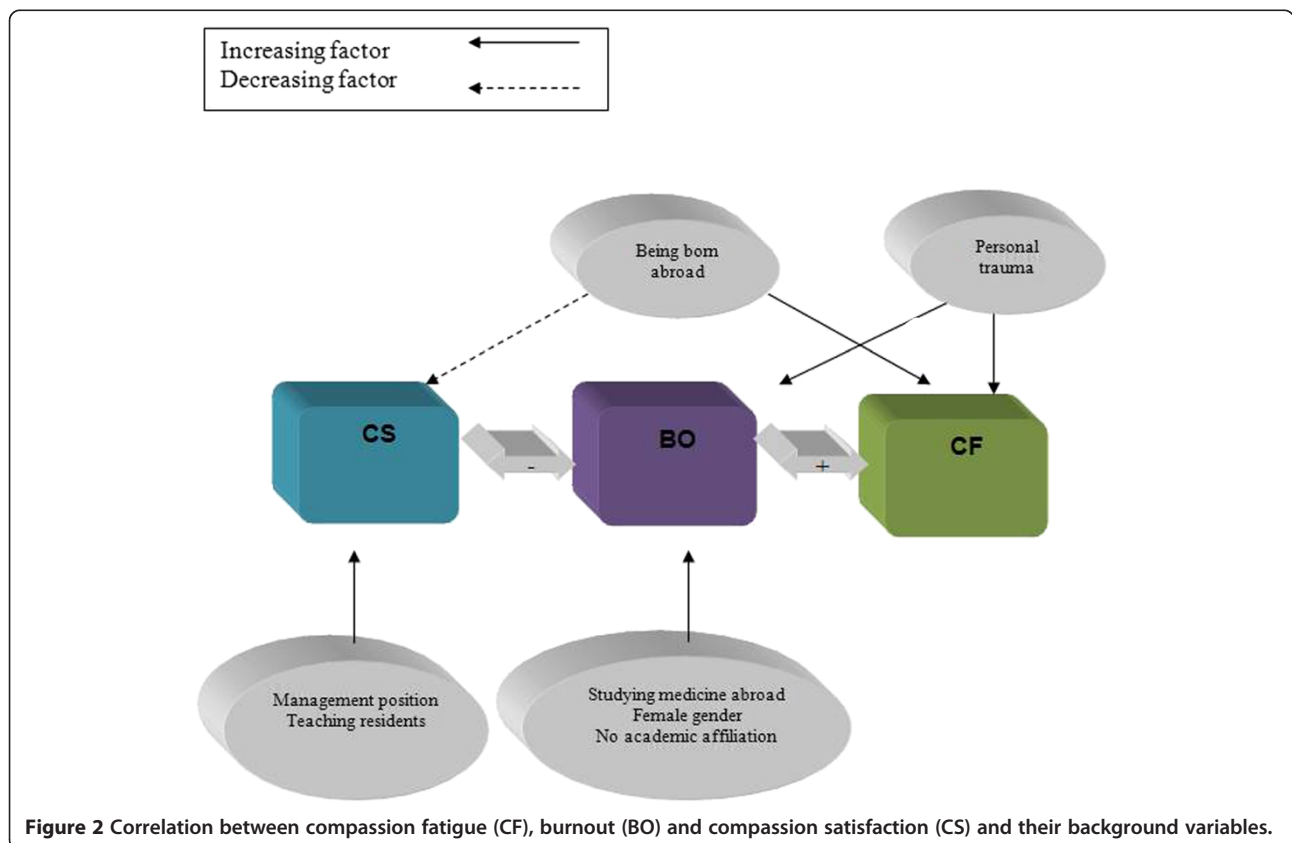 Increasing factor
Decreasing factor
Being born
abroad
Personal
trauma
CS
BO
CF
-
+
Management position
Teaching residents
Studying medicine abroad
Female gender
No academic affiliation
Figure 2 Correlation between compassion fatigue (CF), burnout (BO) and compassion satisfaction (CS) and their background variables.